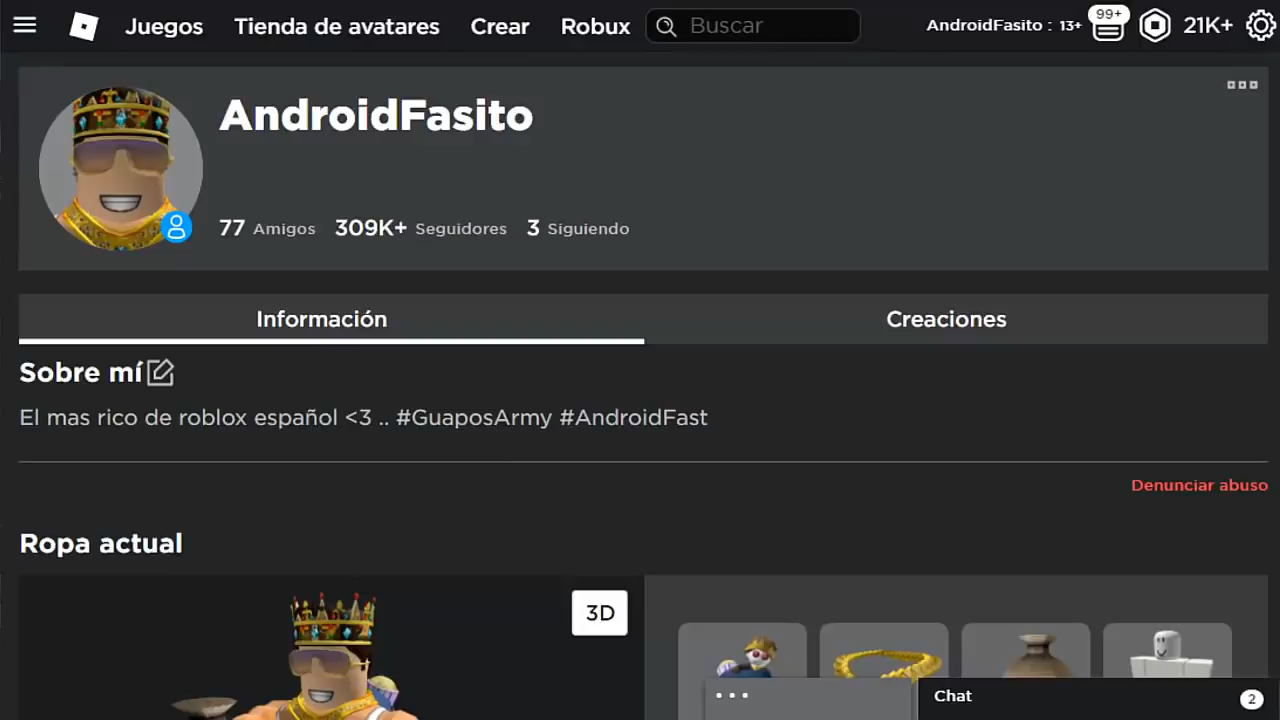 Juegos Tienda de avatares Crear Robux Buscar AndroidFasito : 13+ 99+ 21K+
AndroidFasito
77 Amigos 309K+ Seguidores 3 Siguiendo
Información Creaciones
Sobre mí
El mas rico de roblox español <3 .. #GuaposArmy #AndroidFast
Denunciar abuso
Ropa actual
3D
Chat 2